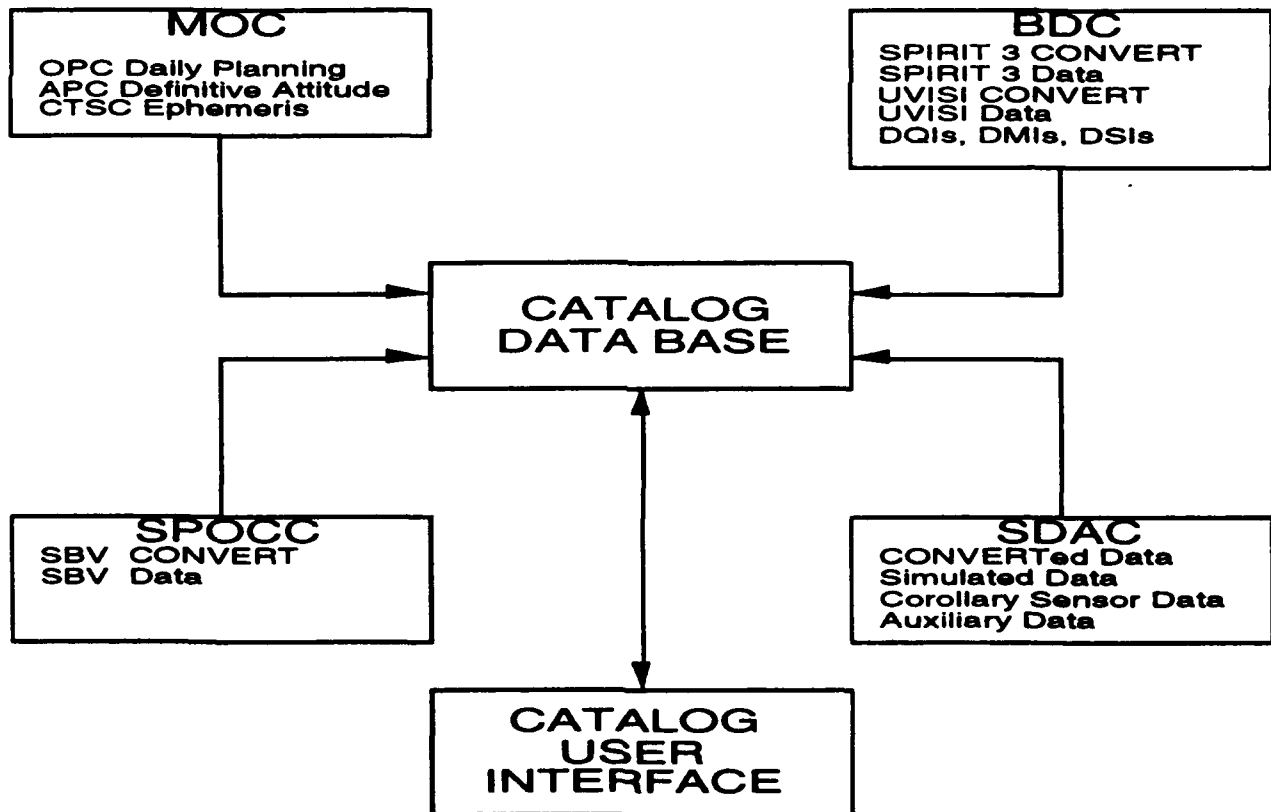 MOC
OPC Daily Planning
APC Definitive Attitude
CTSC Ephemeris
BDC
SPIRIT 3 CONVERT
SPIRIT 3 Data
UVISI CONVERT
UVISI Data
DQIs, DMIs, DSIs
CATALOG
DATA BASE
SPOCC
SBV CONVERT
SBV Data
SDAC
CONVERTed Data
Simulated Data
Corollary Sensor Data
Auxiliary Data
CATALOG
USER
INTERFACE